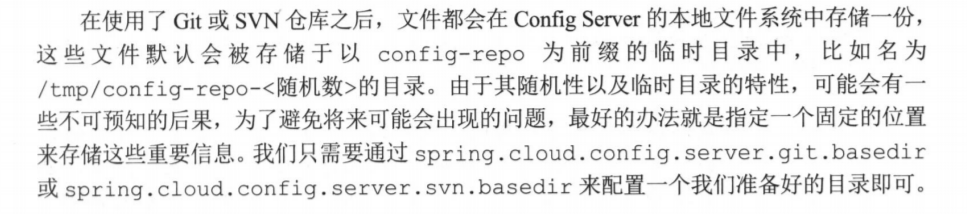 在使用了 Git 或 SVN 仓库之后，文件都会在 Config Server 的本地文件系统中存储一份，
这些文件默认会被存储于以 config-repo 为前缀的临时目录中，比如名为
/tmp/config-repo-<随机数>的目录。由于其随机性以及临时目录的特性，可能会有一
些不可预知的后果，为了避免将来可能会出现的问题，最好的办法就是指定一个固定的位置
来存储这些重要信息。我们只需要通过 spring.cloud.config.server.git.basedir
或 spring.cloud.config.server.svn.basedir 来配置一个我们准备好的目录即可。